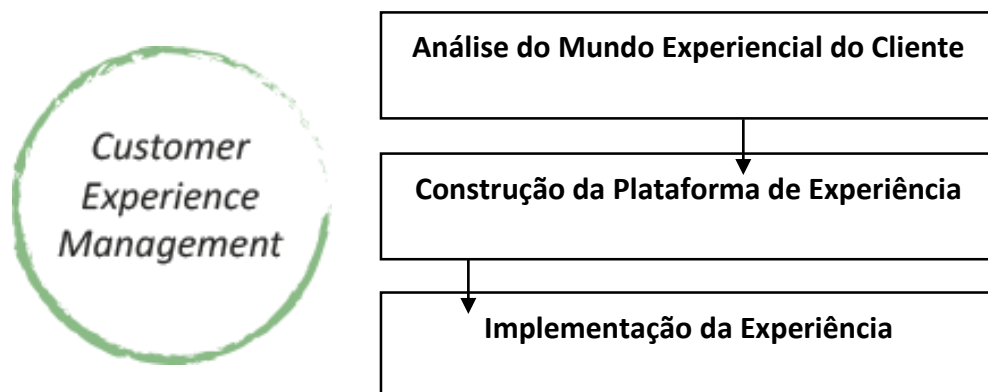 Customer
Experience
Management
Análise do Mundo Experiencial do Cliente
Construção da Plataforma de Experiência
Implementação da Experiência